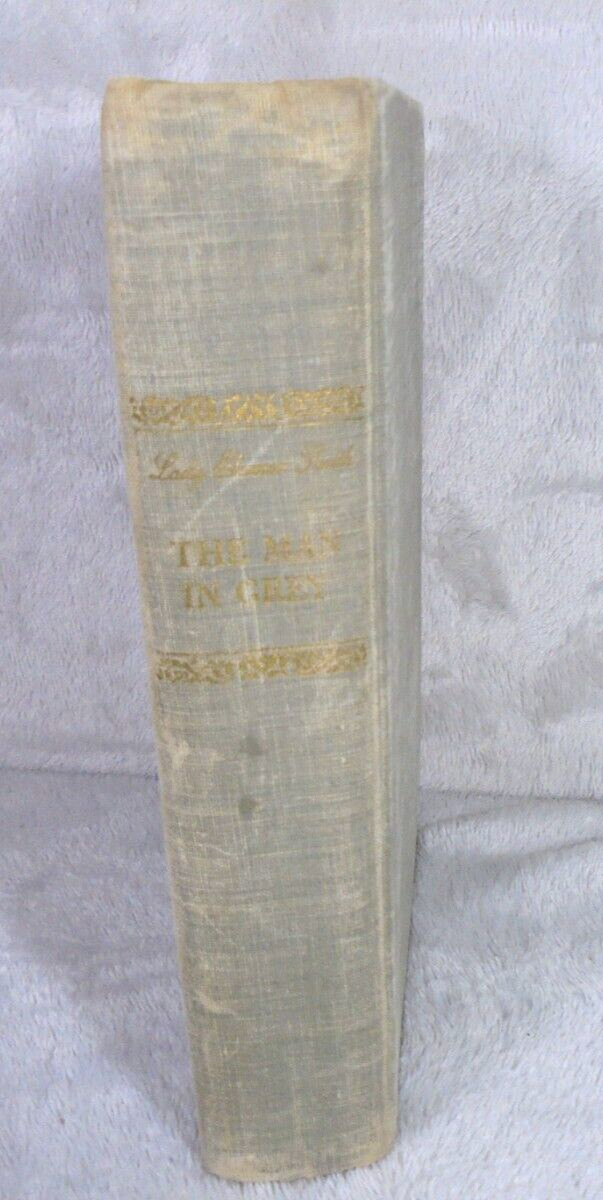 Lady Eleanor Smith
THE MAN
IN GREY